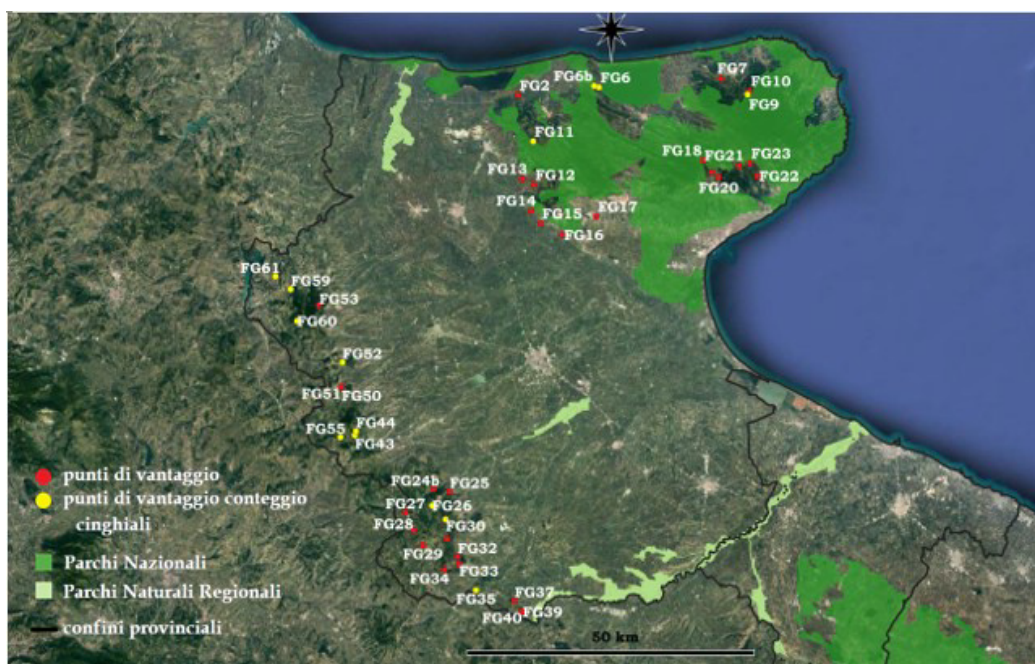 FG7
FG6b
FG6
FG10
FG2
FG9
FG11
FG18
FG21
FG23
FG13
FG12
FG20
FG22
FG14
FG15
FG17
FG16
FG61
FG59
FG53
FG60
FG52
FG51
FG50
FG44
FG55
FG43
punti di vantaggio
punti di vantaggio conteggio
cinghiali
Parchi Nazionali
Parchi Naturali Regionali
confini provinciali
FG24b
FG25
FG27
FG26
FG28
FG30
FG29
FG32
FG34
FG33
FG35
FG37
FG40
FG39
50 km